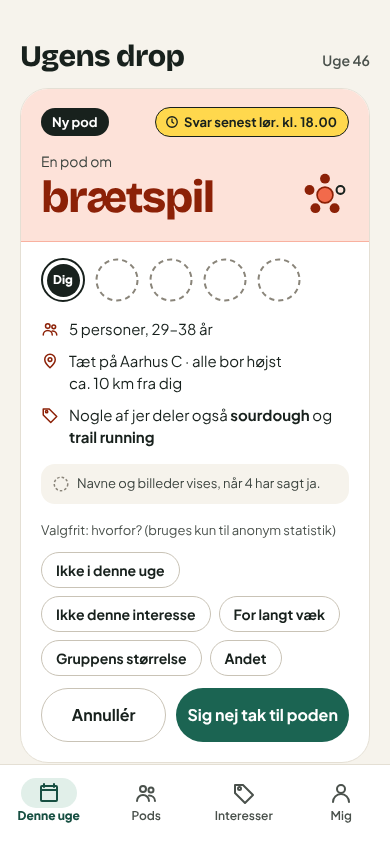 Ugens drop
Uge 46
Ny pod
Svar senest lør. kl. 18.00
En pod om
brætspil
Dig
5 personer, 29–38 år
Tæt på Aarhus C · alle bor højst
ca. 10 km fra dig
Nogle af jer deler også sourdough og
trail running
Navne og billeder vises, når 4 har sagt ja.
Valgfrit: hvorfor? (bruges kun til anonym statistik)
Ikke i denne uge
Ikke denne interesse
For langt væk
Gruppens størrelse
Andet
Annullér
Sig nej tak til poden
Denne uge
Pods
Interesser
Mig